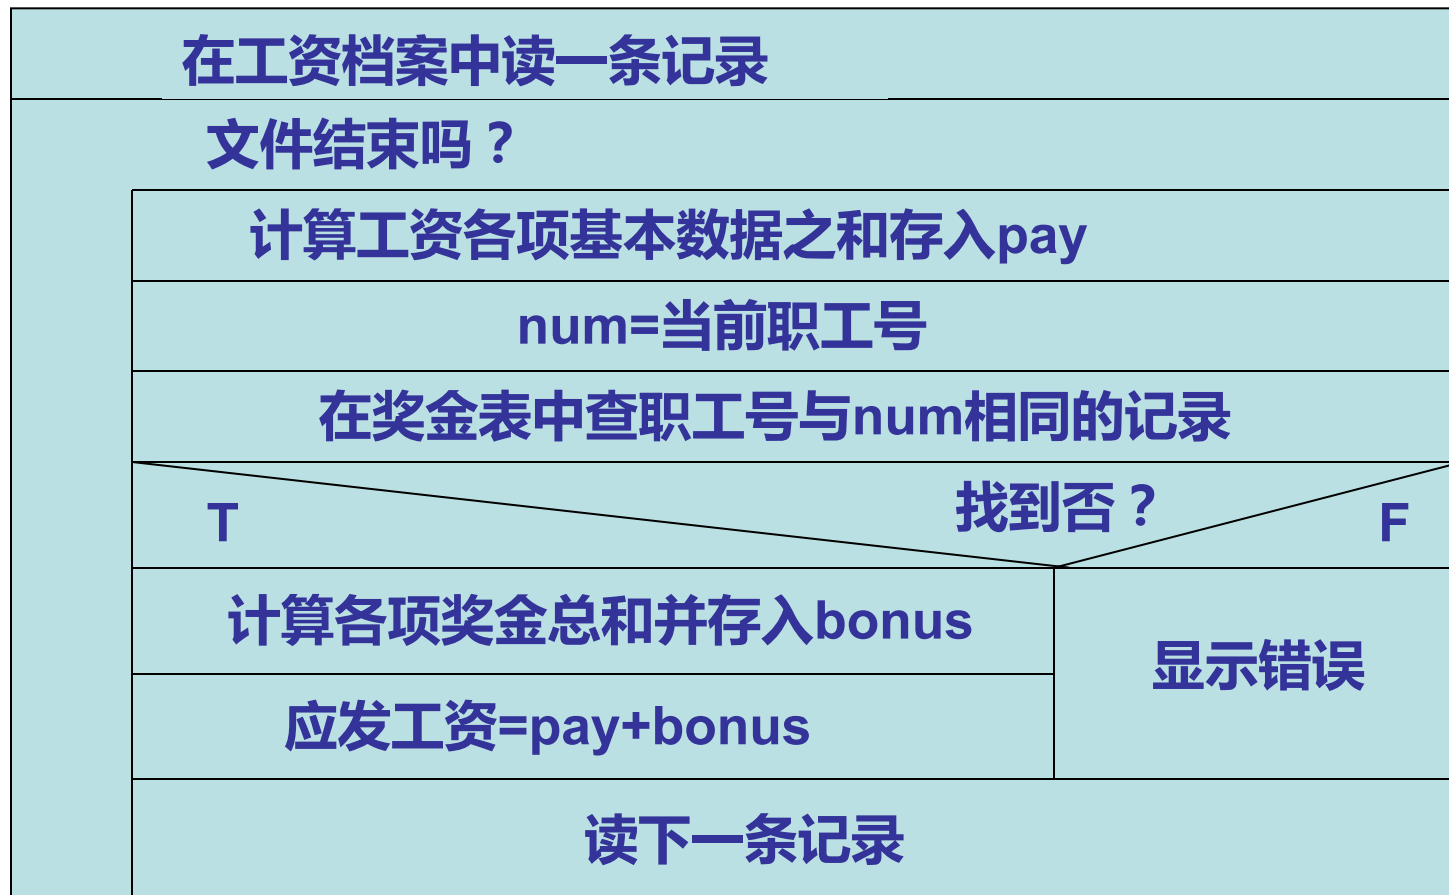 在工资档案中读一条记录
文件结束吗？
计算工资各项基本数据之和存入pay
num=当前职工号
在奖金表中查职工号与num相同的记录
找到否？
T
F
计算各项奖金总和并存入bonus
显示错误
应发工资=pay+bonus
读下一条记录